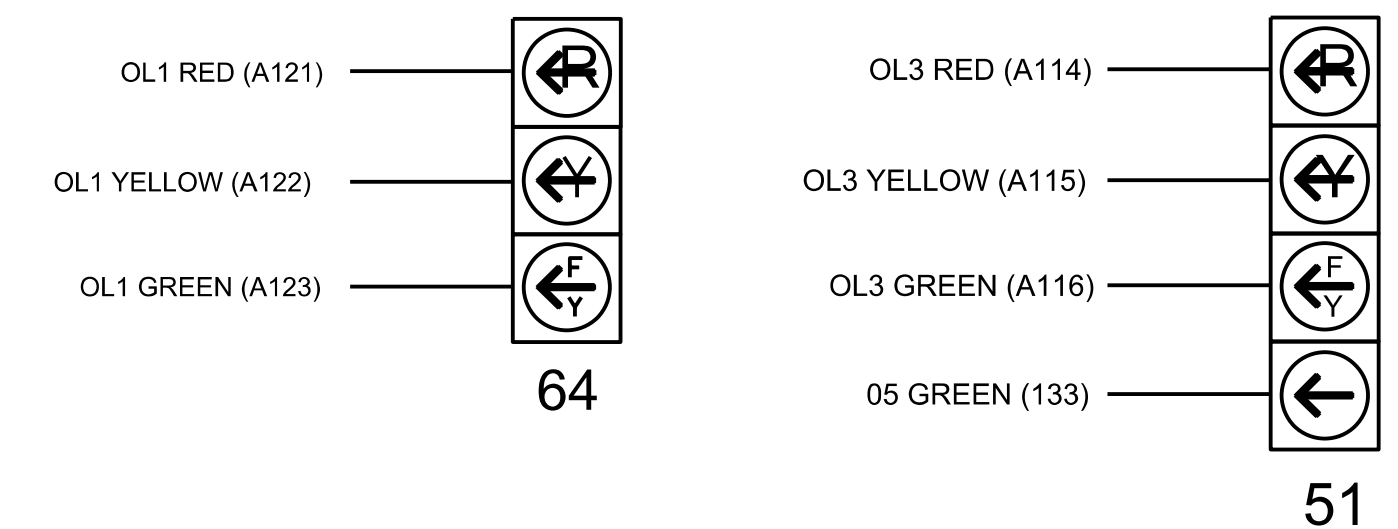 OL1 RED (A121)
R
OL1 YELLOW (A122)
Y
OL1 GREEN (A123)
F
Y
64
OL3 RED (A114)
R
OL3 YELLOW (A115)
Y
OL3 GREEN (A116)
F
Y
05 GREEN (133)
51